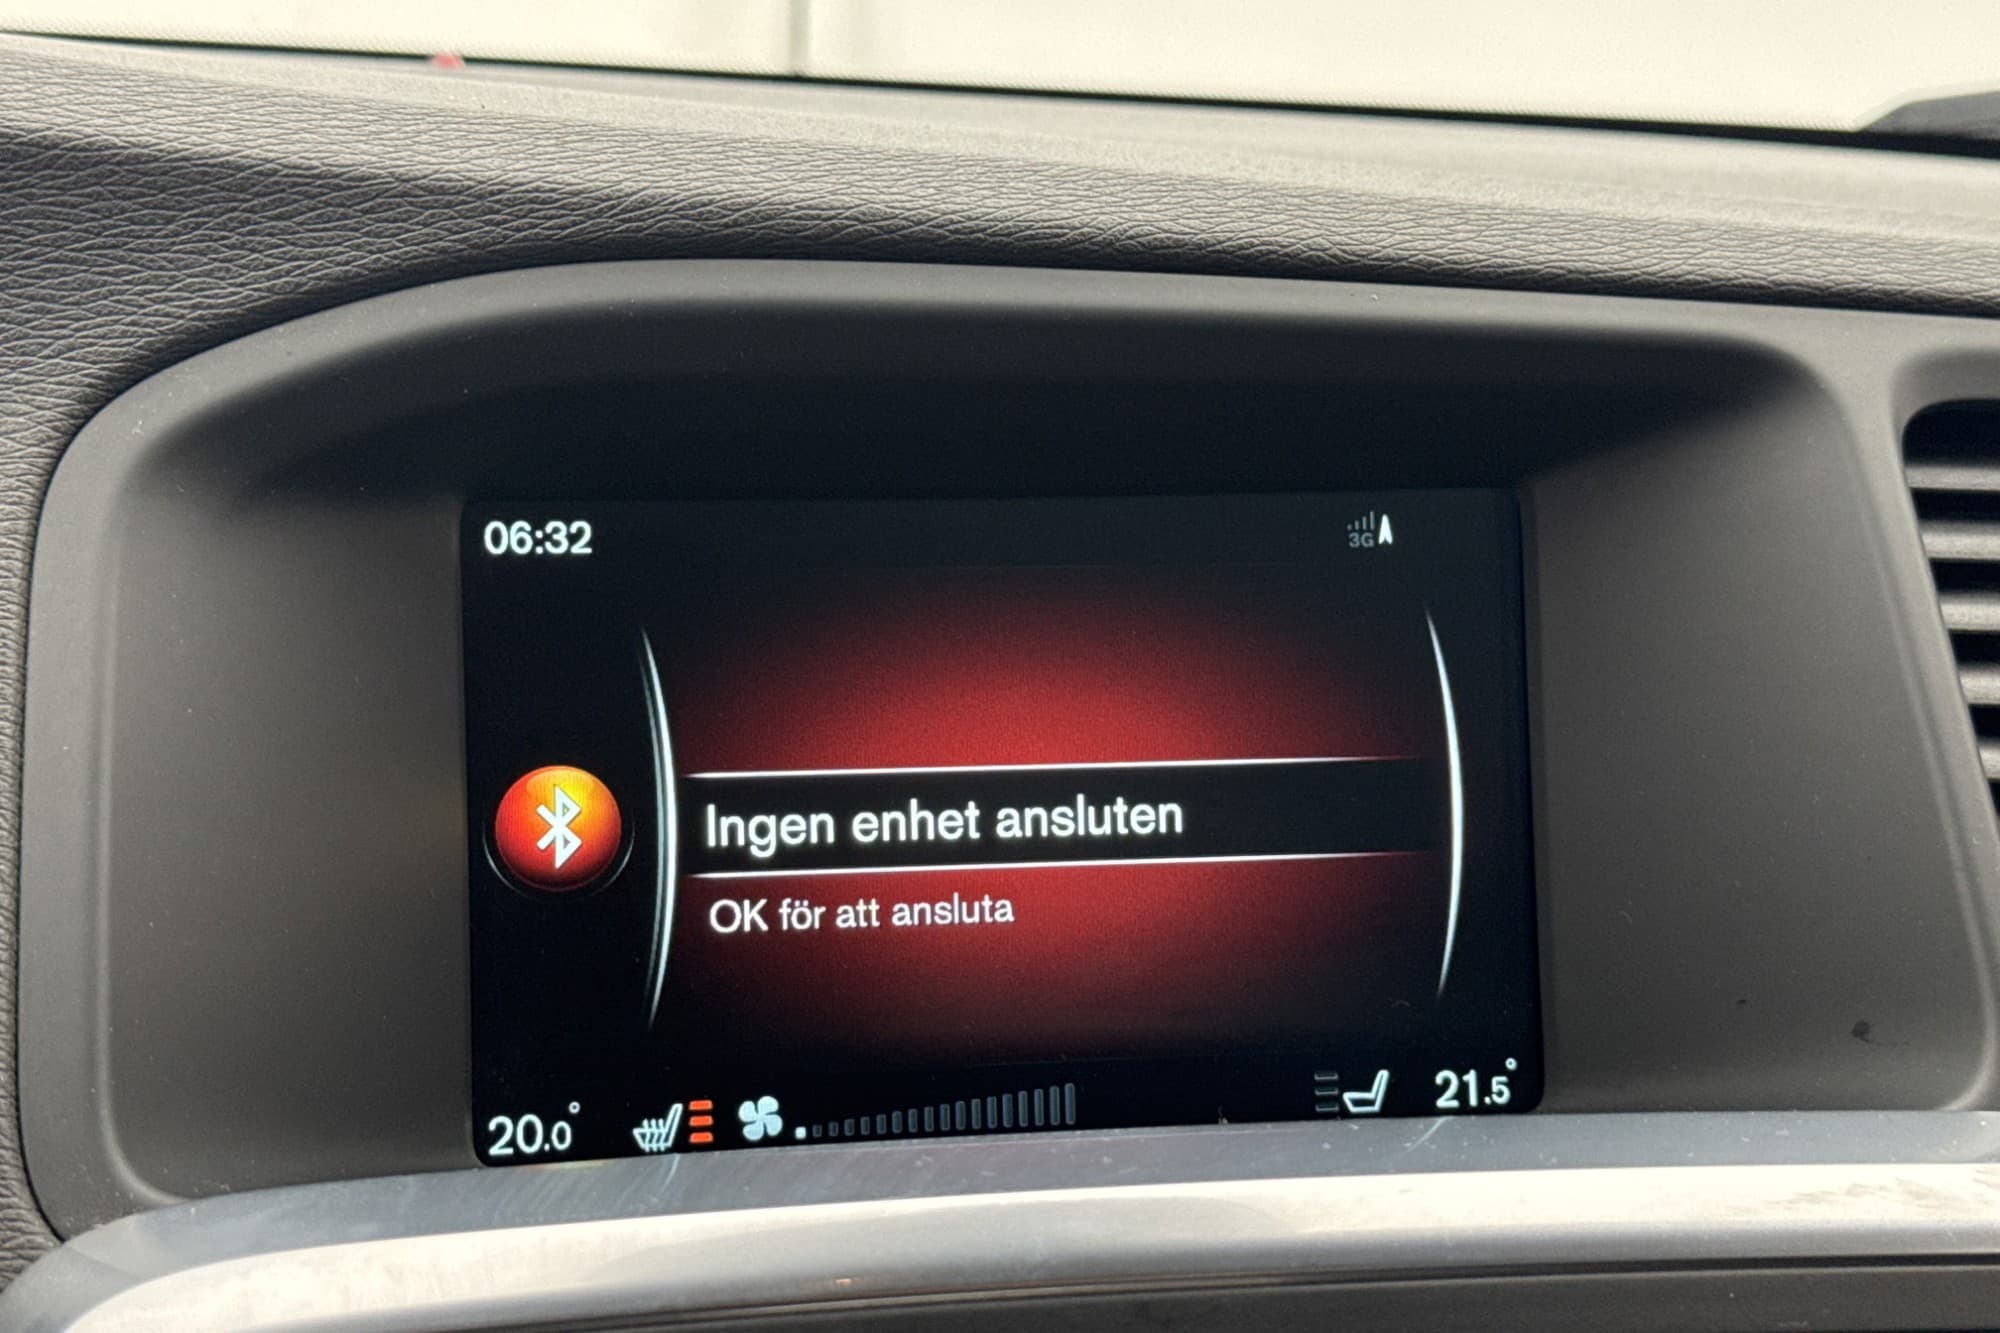 06:32
3G
Ingen enhet ansluten
OK för att ansluta
20.0°
21.5°